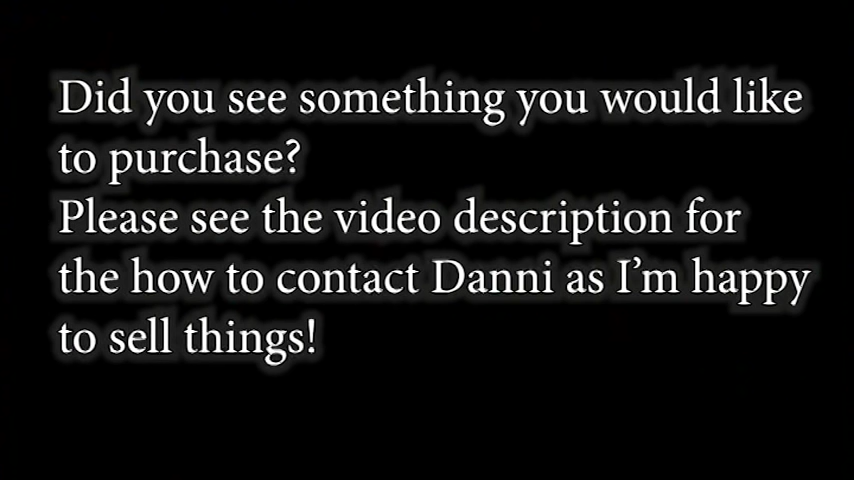 Did you see something you would like
to purchase?
Please see the video description for
the how to contact Danni as I'm happy
to sell things!